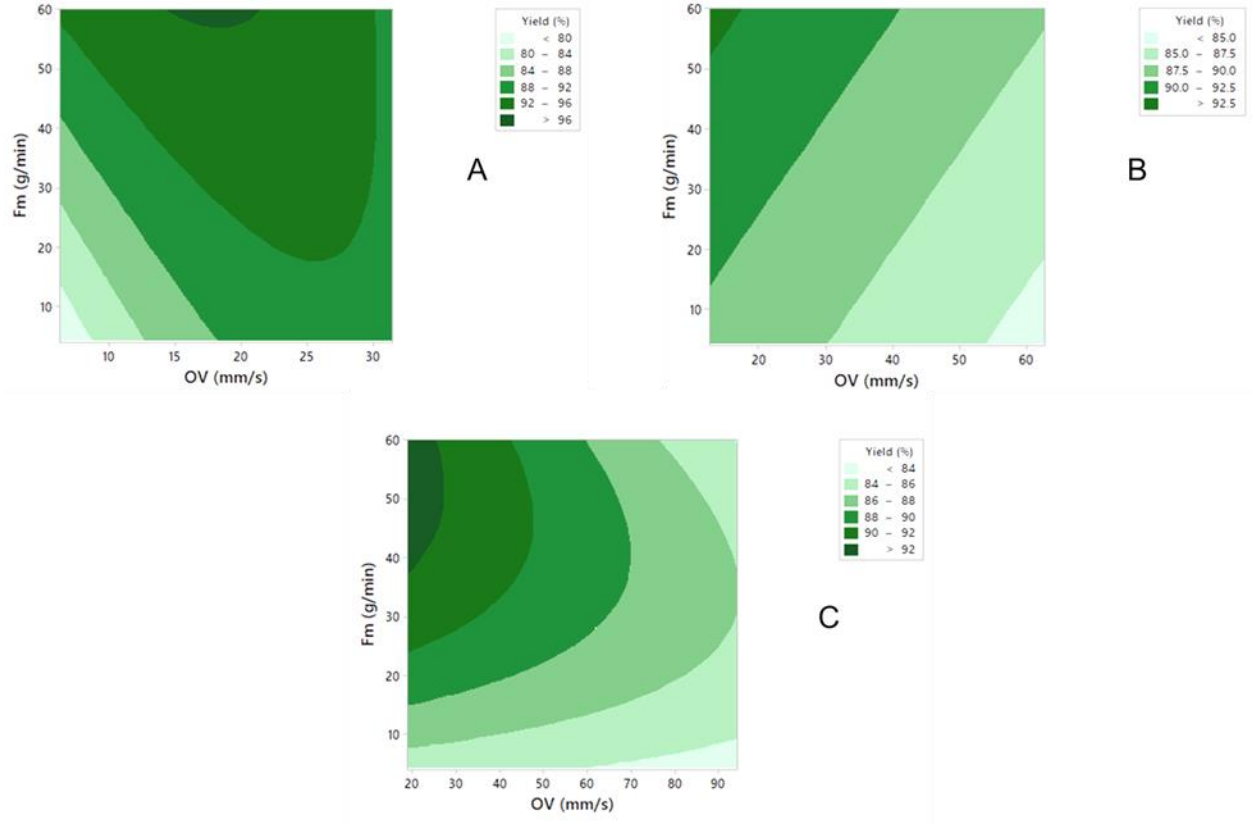 Yield (%)
< 80
80 – 84
84 – 88
88 – 92
92 – 96
> 96
A
60
50
40
30
20
10
Fm (g/min)
10 15 20 25 30
OV (mm/s)
Yield (%)
< 85.0
85.0 – 87.5
87.5 – 90.0
90.0 – 92.5
> 92.5
B
60
50
40
30
20
10
Fm (g/min)
20 30 40 50 60
OV (mm/s)
Yield (%)
< 84
84 – 86
86 – 88
88 – 90
90 – 92
> 92
C
60
50
40
30
20
10
Fm (g/min)
20 30 40 50 60 70 80 90
OV (mm/s)